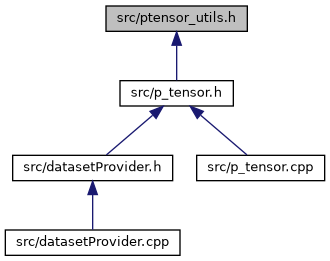 src/ptensor_utils.h
src/p_tensor.h
src/datasetProvider.h
src/p_tensor.cpp
src/datasetProvider.cpp